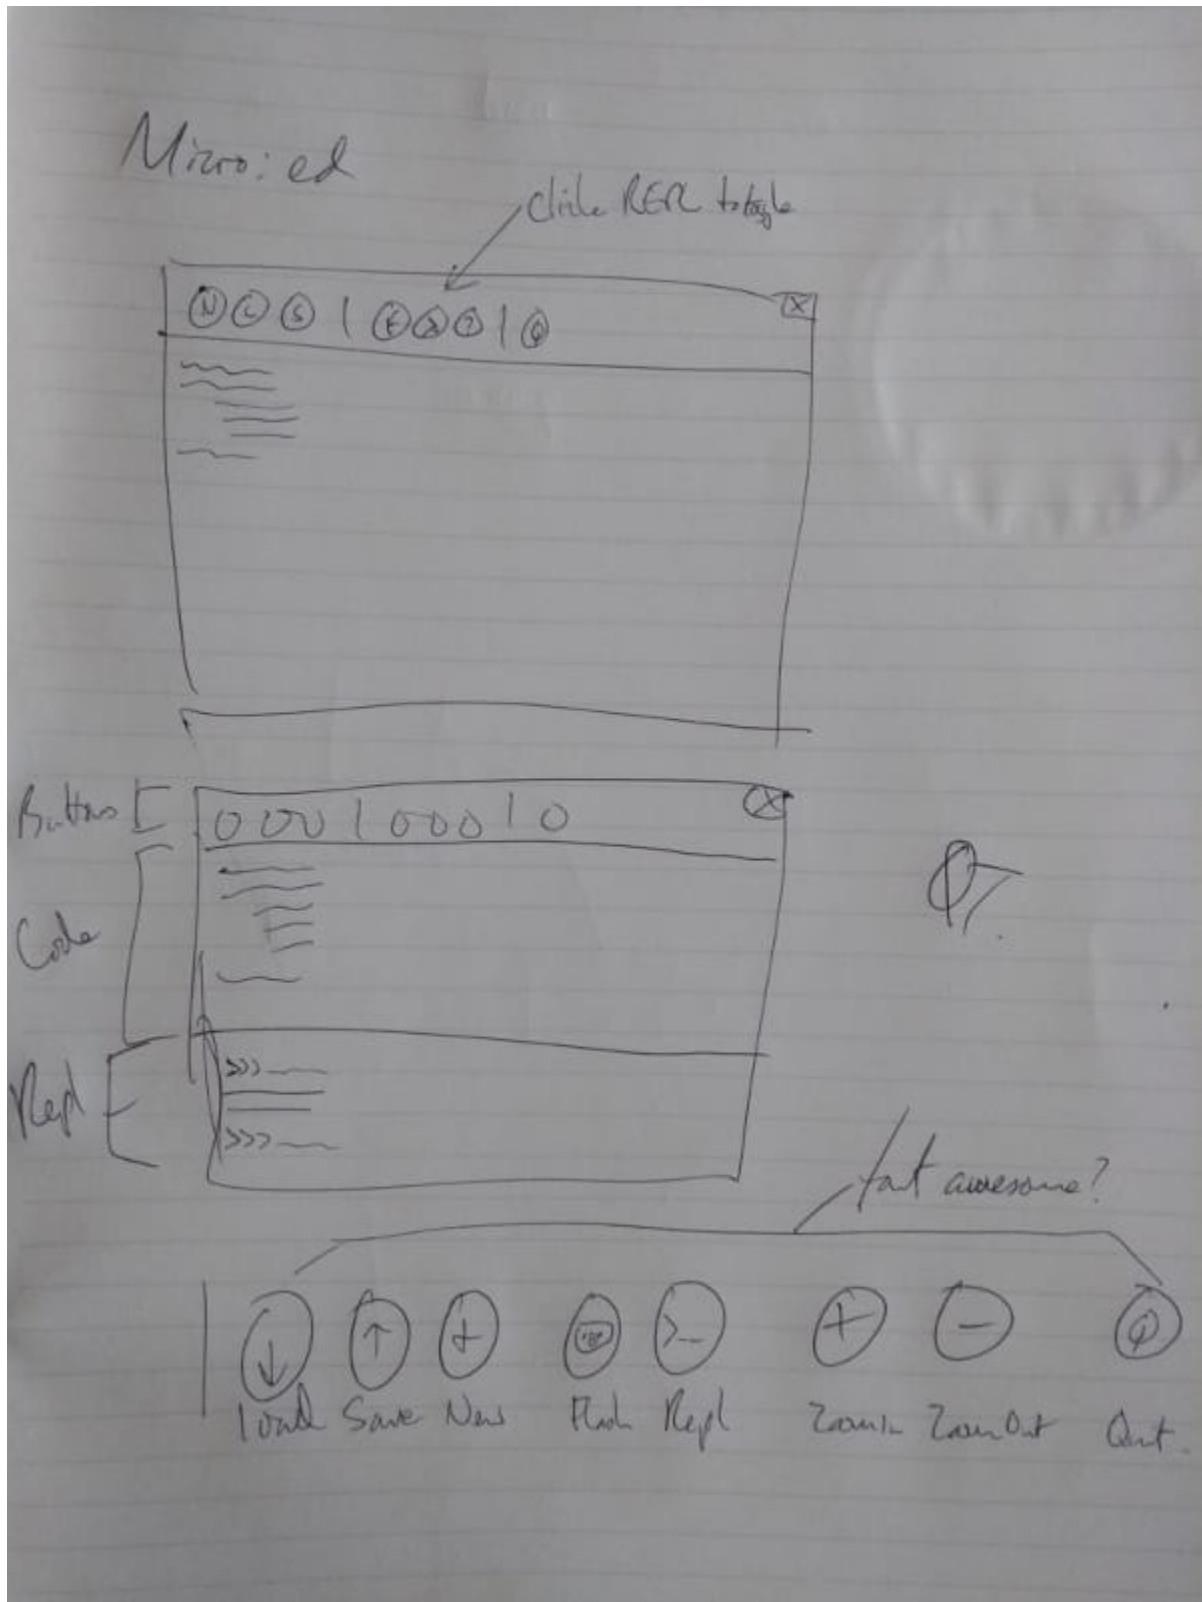 Micro:ed
click REPL to toggle
N L S | F ? | Q X
Buttons
X
Code
QT.
Repl
>>>
>>>
font awesome?
Load Save New Flash Repl Zoom In Zoom Out Quit.